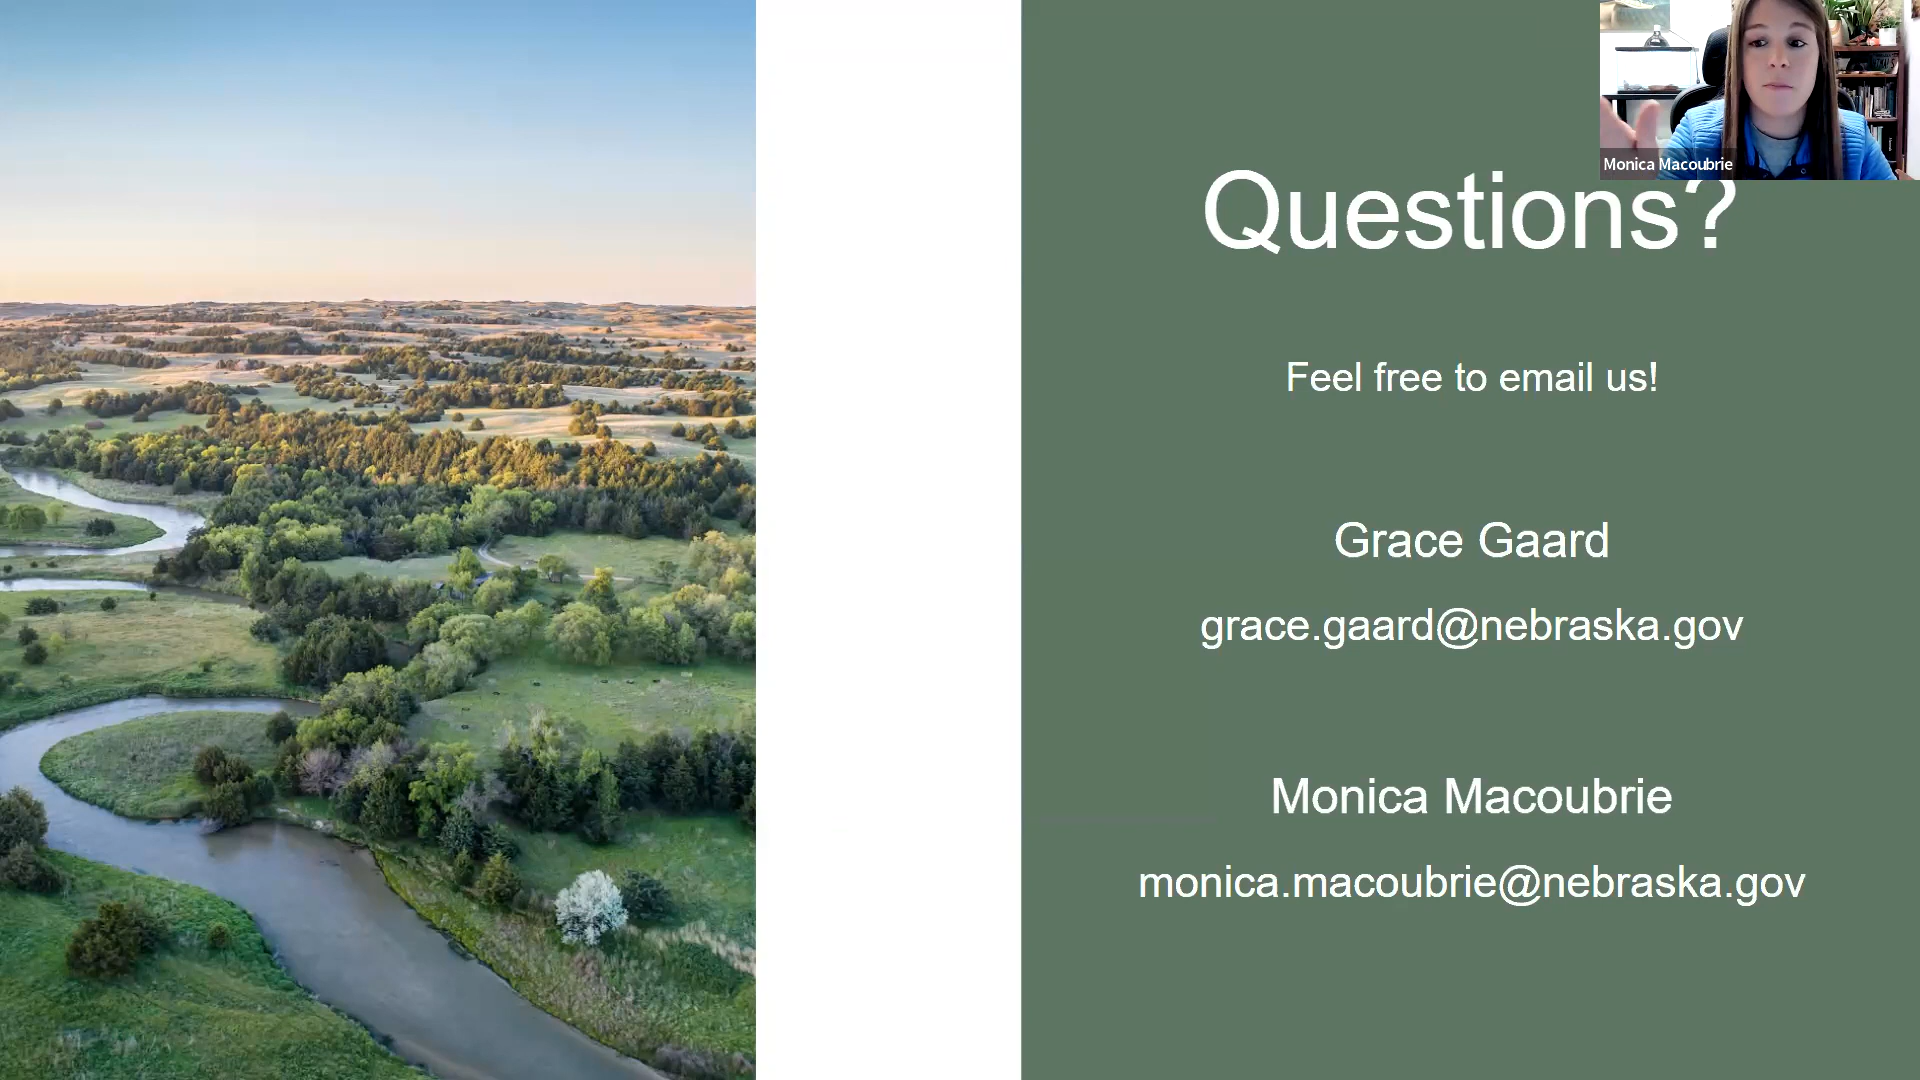 Monica Macoubrie
Questions?
Feel free to email us!
Grace Gaard
grace.gaard@nebraska.gov
Monica Macoubrie
monica.macoubrie@nebraska.gov